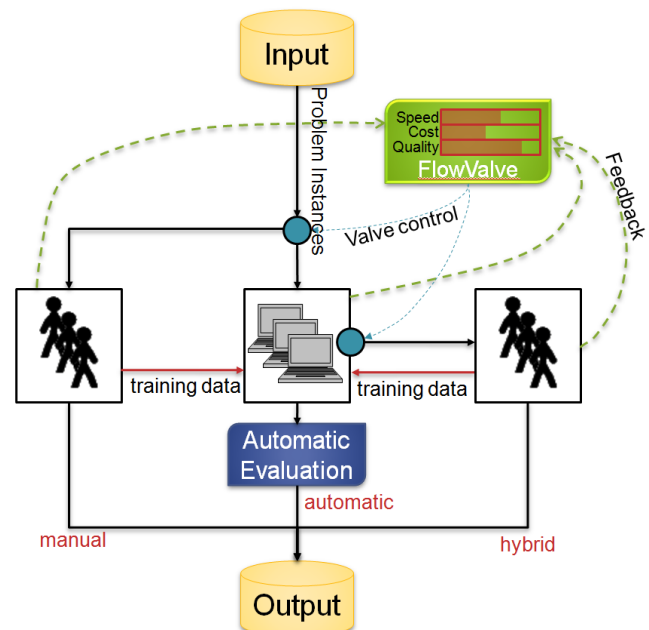 Input
Problem Instances
Speed
Cost
Quality
FlowValve
Feedback
Valve control
training data
training data
Automatic
Evaluation
automatic
manual
hybrid
Output